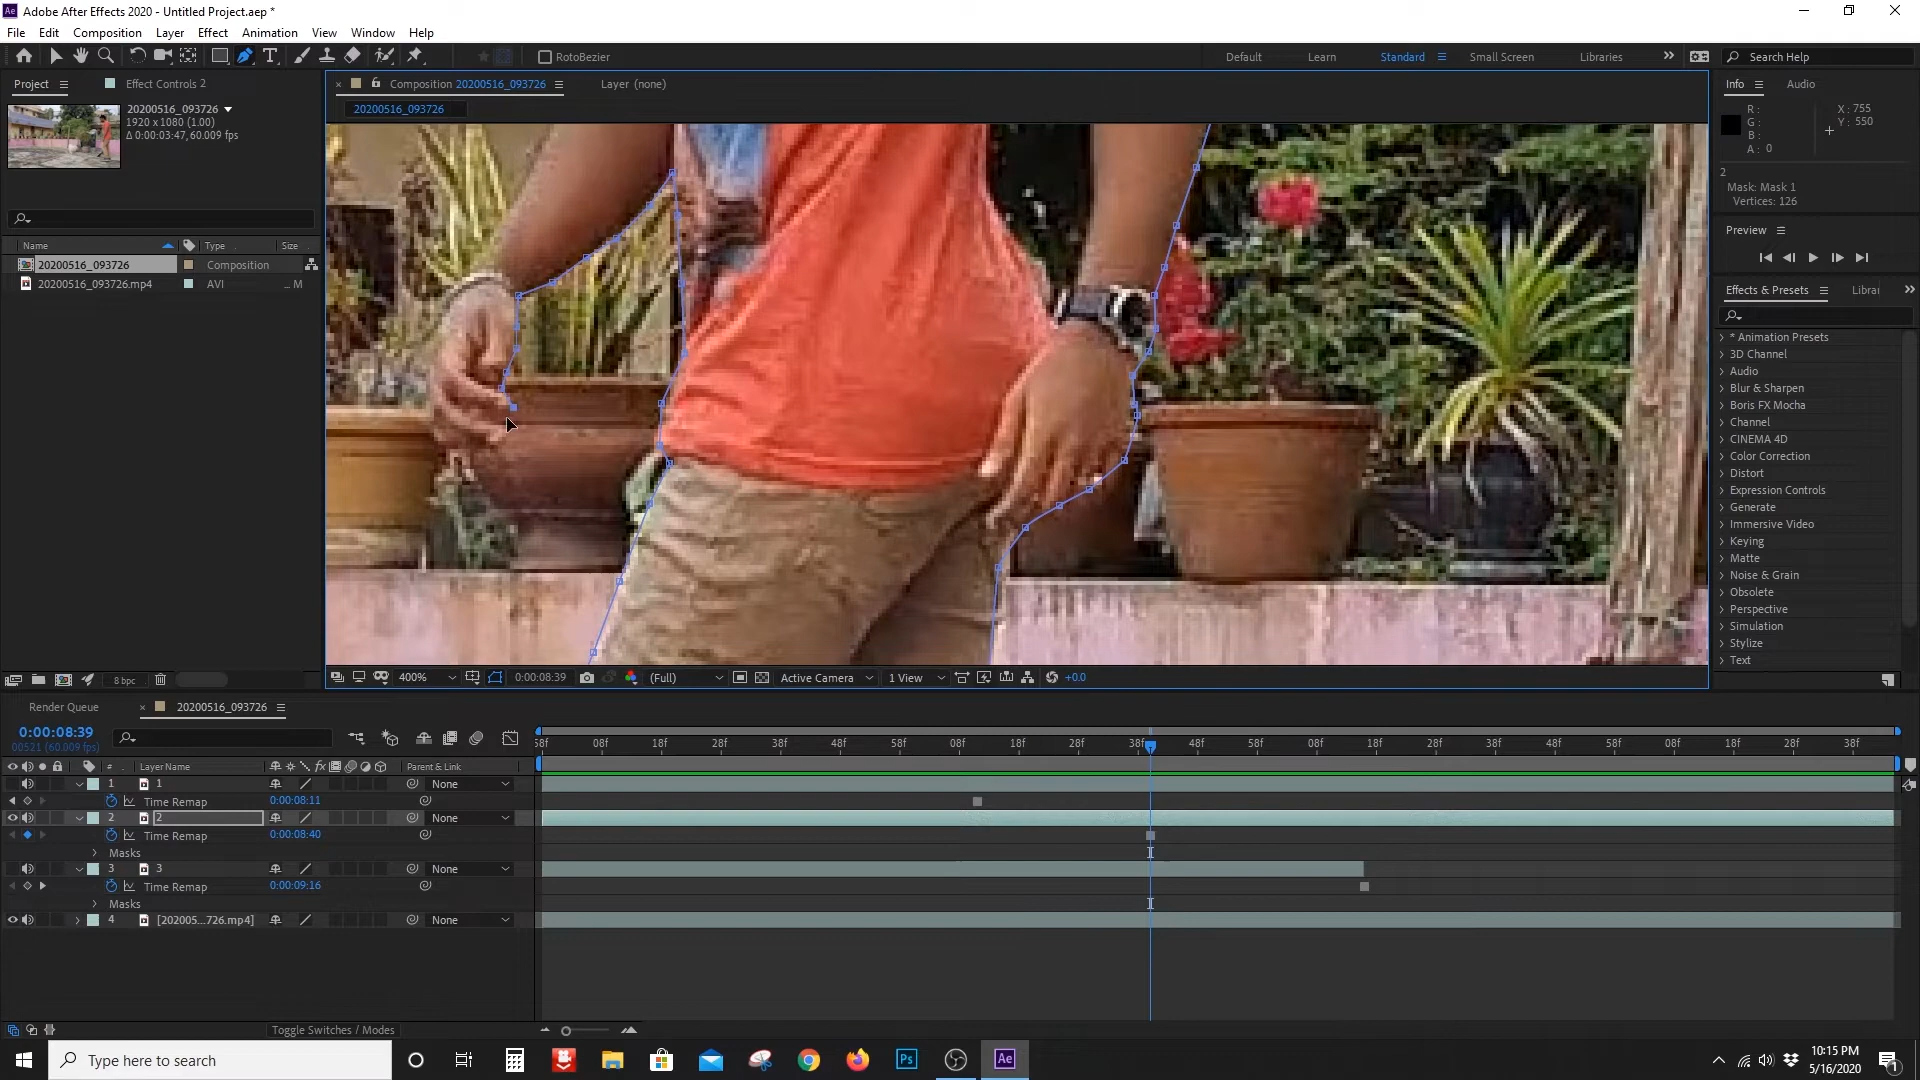 Ae Adobe After Effects 2020 - Untitled Project.aep *
File Edit Composition Layer Effect Animation View Window Help
RotoBezier
Default Learn Standard Small Screen Libraries Search Help
Project Effect Controls 2
20200516_093726
1920 x 1080 (1.00)
Δ 0:00:03:47, 60.009 fps
Name Type Size
20200516_093726 Composition
20200516_093726.mp4 AVI ... M
8 bpc
Composition 20200516_093726 Layer (none)
20200516_093726
400% 0:00:08:39 (Full) Active Camera 1 View +0.0
Info Audio
R : X : 755
G : Y : 550
B :
A : 0
2
Mask: Mask 1
Vertices: 126
Preview
Effects & Presets Librar
* Animation Presets
3D Channel
Audio
Blur & Sharpen
Boris FX Mocha
Channel
CINEMA 4D
Color Correction
Distort
Expression Controls
Generate
Immersive Video
Keying
Matte
Noise & Grain
Obsolete
Perspective
Simulation
Stylize
Text
Render Queue 20200516_093726
0:00:08:39
00521 (60.009 fps)
58f 08f 18f 28f 38f 48f 58f 08f 18f 28f 38f 48f 58f 08f 18f 28f 38f 48f 58f 08f 18f 28f 38f
# Layer Name fx Parent & Link
1 1 None
Time Remap 0:00:08:11
2 2 None
Time Remap 0:00:08:40
Masks
3 3 None
Time Remap 0:00:09:16
Masks
4 [202005...726.mp4] None
Toggle Switches / Modes
Type here to search
Ps Ae
10:15 PM
5/16/2020
1